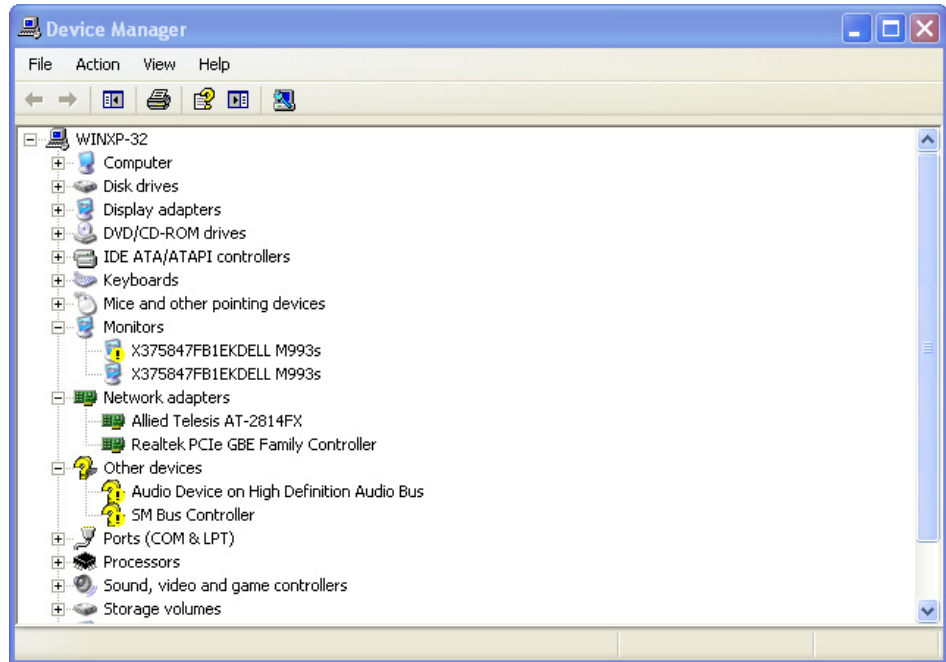 Device Manager
File Action View Help
WINXP-32
Computer
Disk drives
Display adapters
DVD/CD-ROM drives
IDE ATA/ATAPI controllers
Keyboards
Mice and other pointing devices
Monitors
X375847FB1EKDELL M993s
X375847FB1EKDELL M993s
Network adapters
Allied Telesis AT-2814FX
Realtek PCIe GBE Family Controller
Other devices
Audio Device on High Definition Audio Bus
SM Bus Controller
Ports (COM & LPT)
Processors
Sound, video and game controllers
Storage volumes